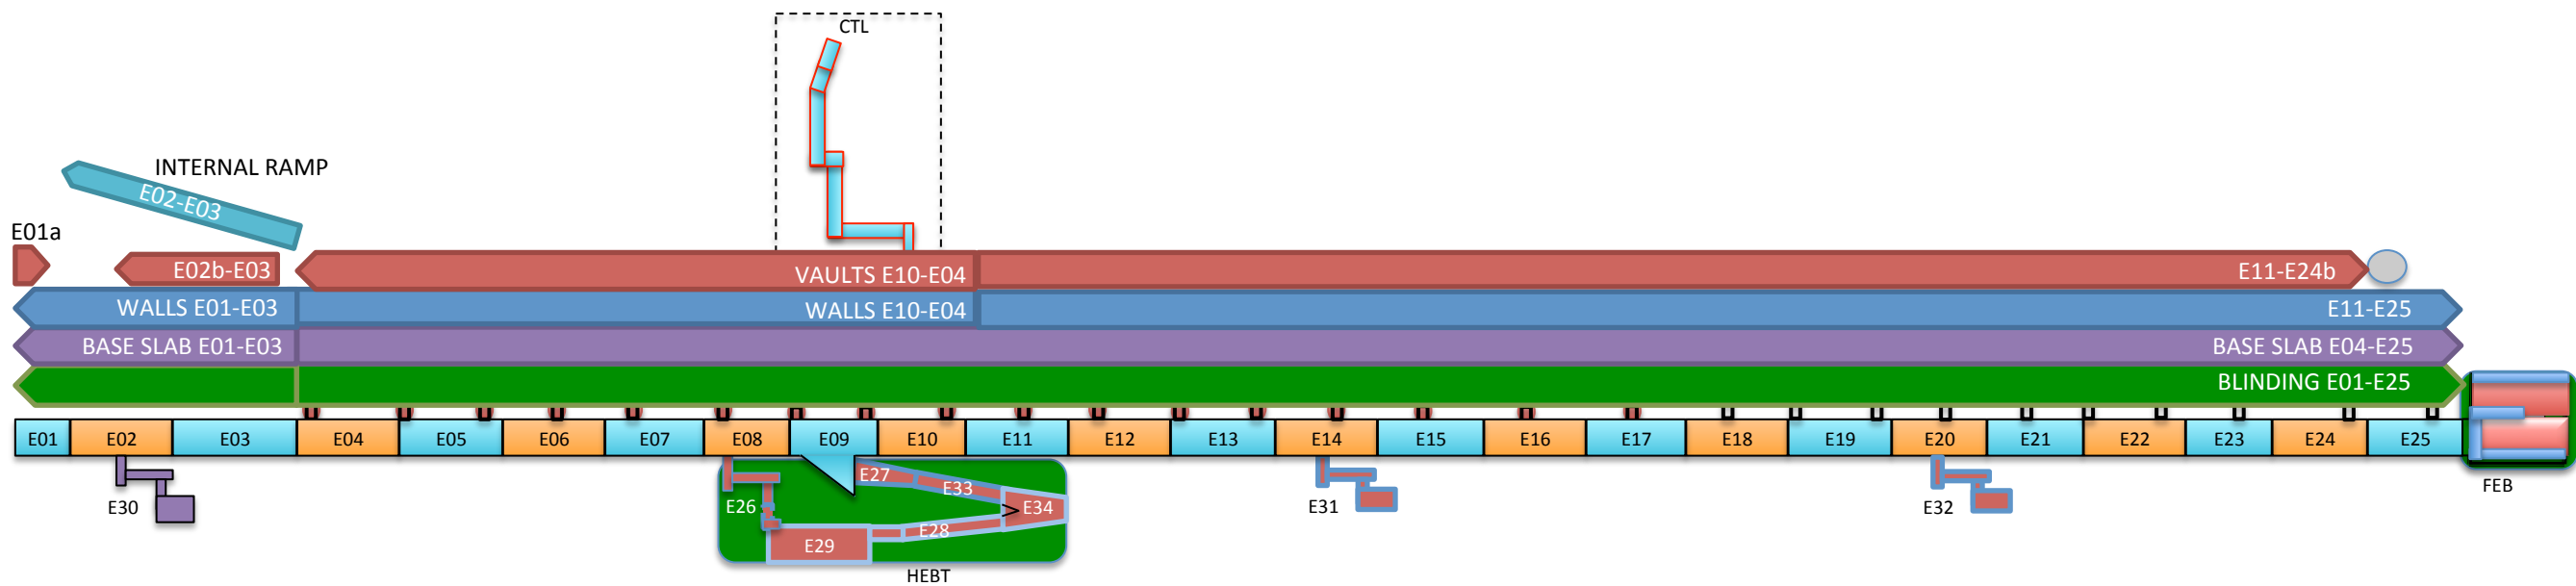 CTL
INTERNAL RAMP
E02-E03
E01a
E02b-E03
VAULTS E10-E04
E11-E24b
WALLS E01-E03
WALLS E10-E04
E11-E25
BASE SLAB E01-E03
BASE SLAB E04-E25
BLINDING E01-E25
E01 E02 E03 E04 E05 E06 E07 E08 E09 E10 E11 E12 E13 E14 E15 E16 E17 E18 E19 E20 E21 E22 E23 E24 E25
E27
E33
E30
E26
E28
> E34
E31
E32
FEB
E29
HEBT